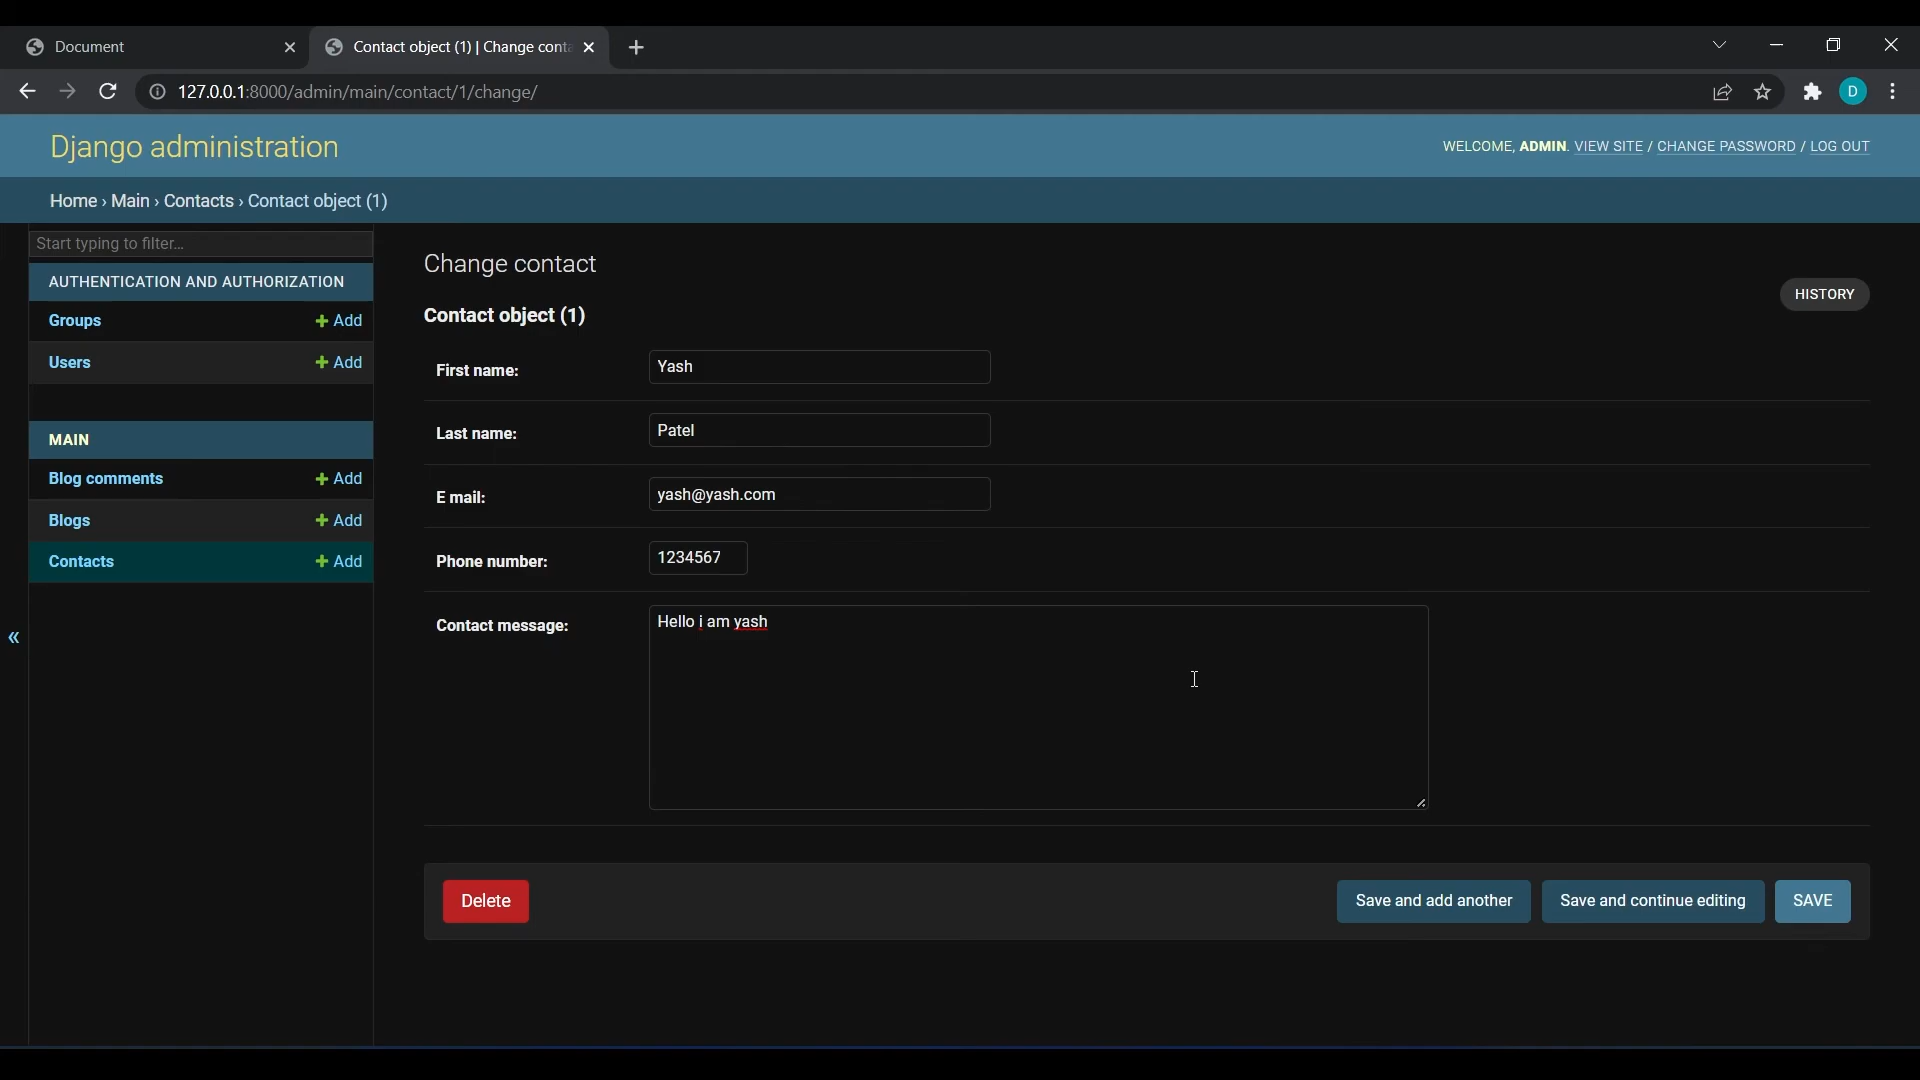 Document
Contact object (1) | Change conta
127.0.0.1:8000/admin/main/contact/1/change/
D
Django administration
WELCOME, ADMIN. VIEW SITE / CHANGE PASSWORD / LOG OUT
Home › Main › Contacts › Contact object (1)
Start typing to filter...
AUTHENTICATION AND AUTHORIZATION
Groups + Add
Users + Add
MAIN
Blog comments + Add
Blogs + Add
Contacts + Add
«
Change contact
HISTORY
Contact object (1)
First name: Yash
Last name: Patel
E mail: yash@yash.com
Phone number: 1234567
Contact message: Hello i am yash
Delete
Save and add another
Save and continue editing
SAVE